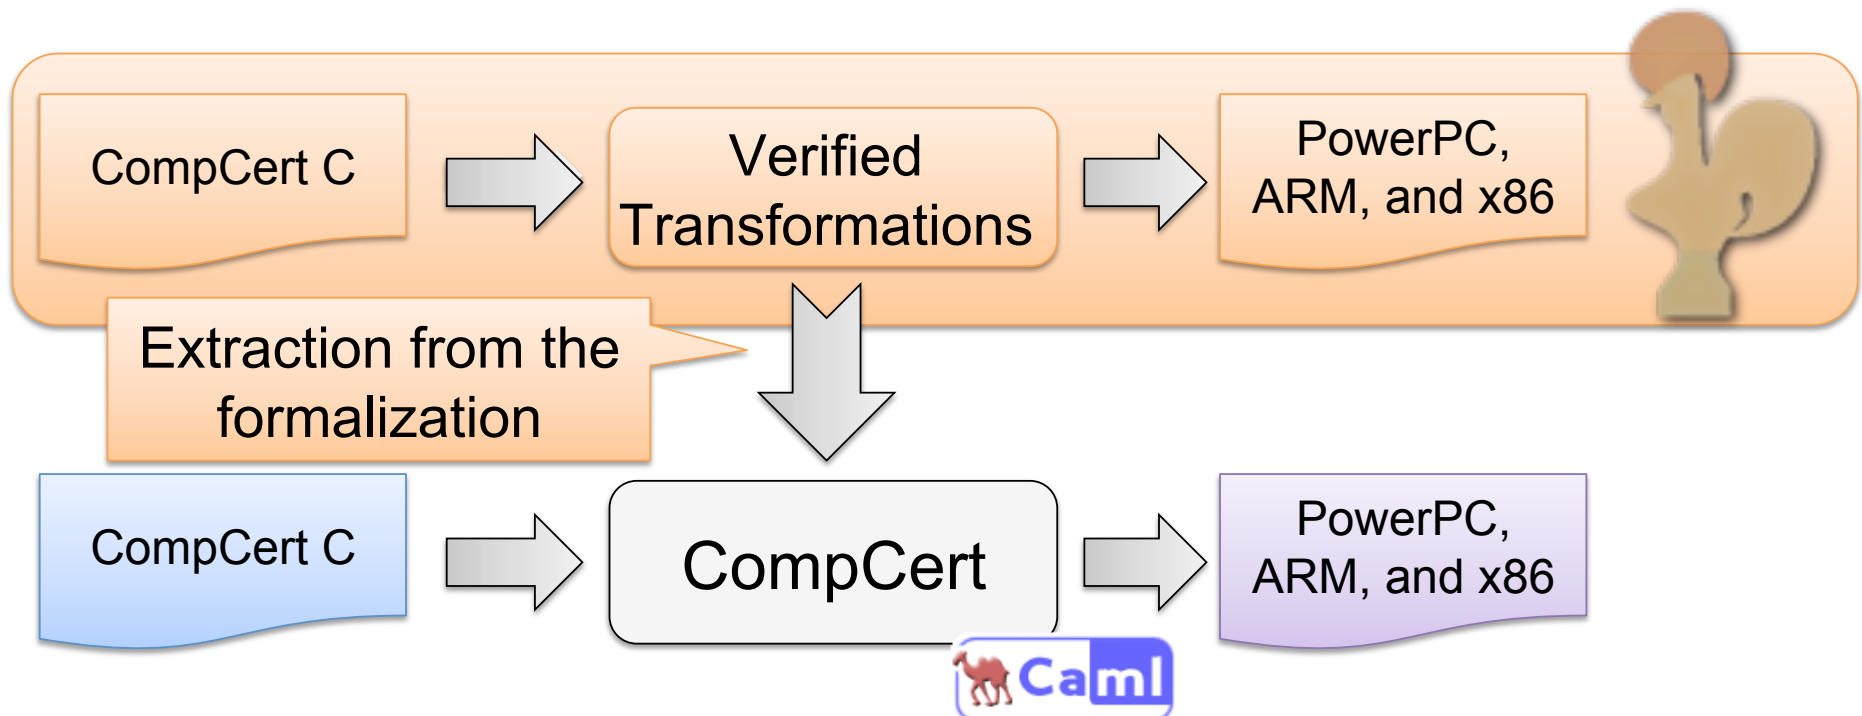 CompCert C
Verified
Transformations
PowerPC,
ARM, and x86
Extraction from the
formalization
CompCert C
CompCert
PowerPC,
ARM, and x86
Caml